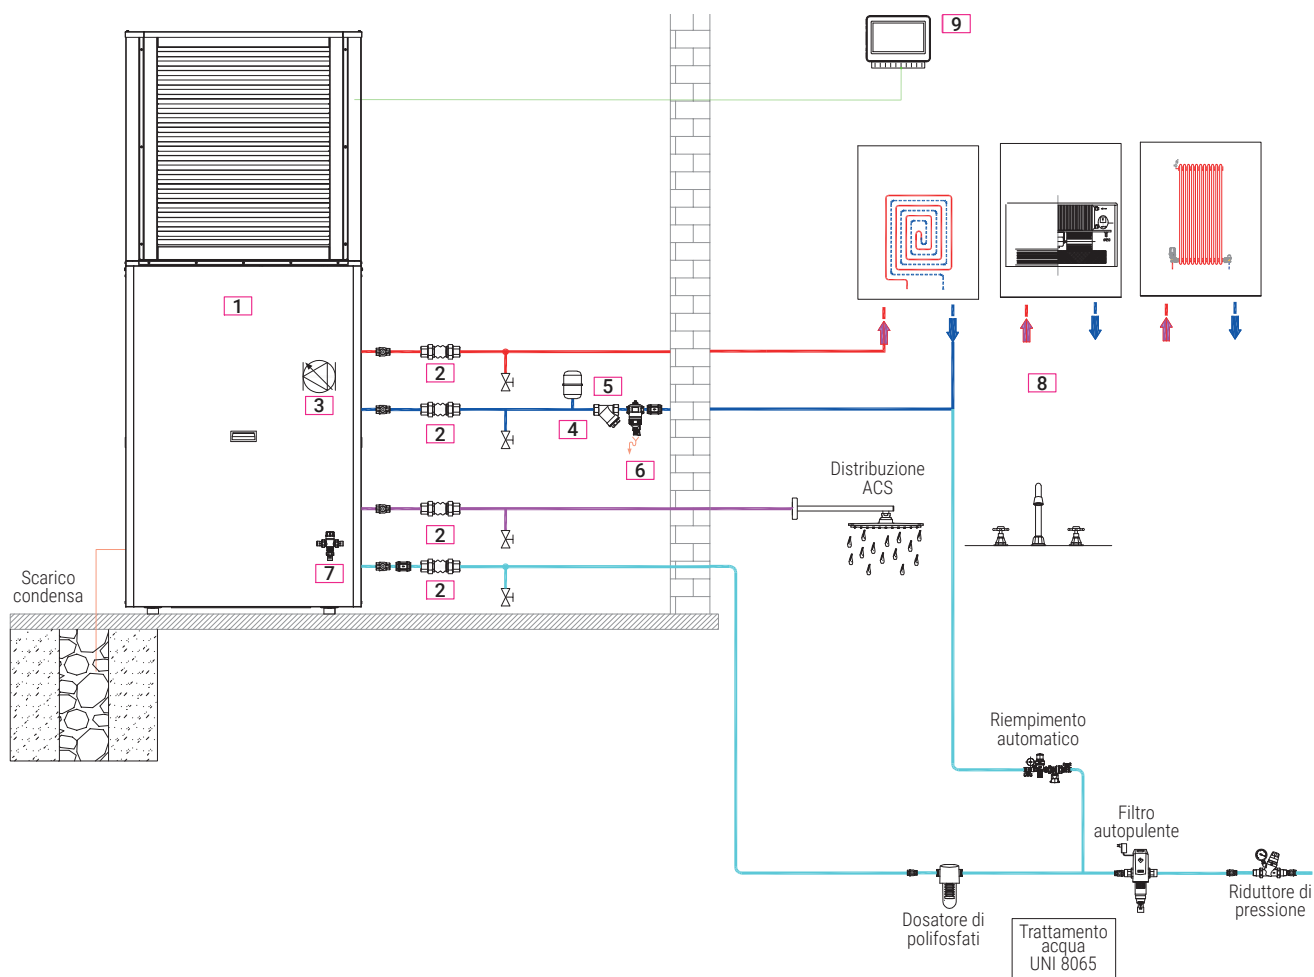 9
1
2
5
3
8
2
4
6
Distribuzione
ACS
2
7
2
Scarico
condensa
Riempimento
automatico
Filtro
autopulente
Riduttore di
pressione
Dosatore di
polifosfati
Trattamento
acqua
UNI 8065